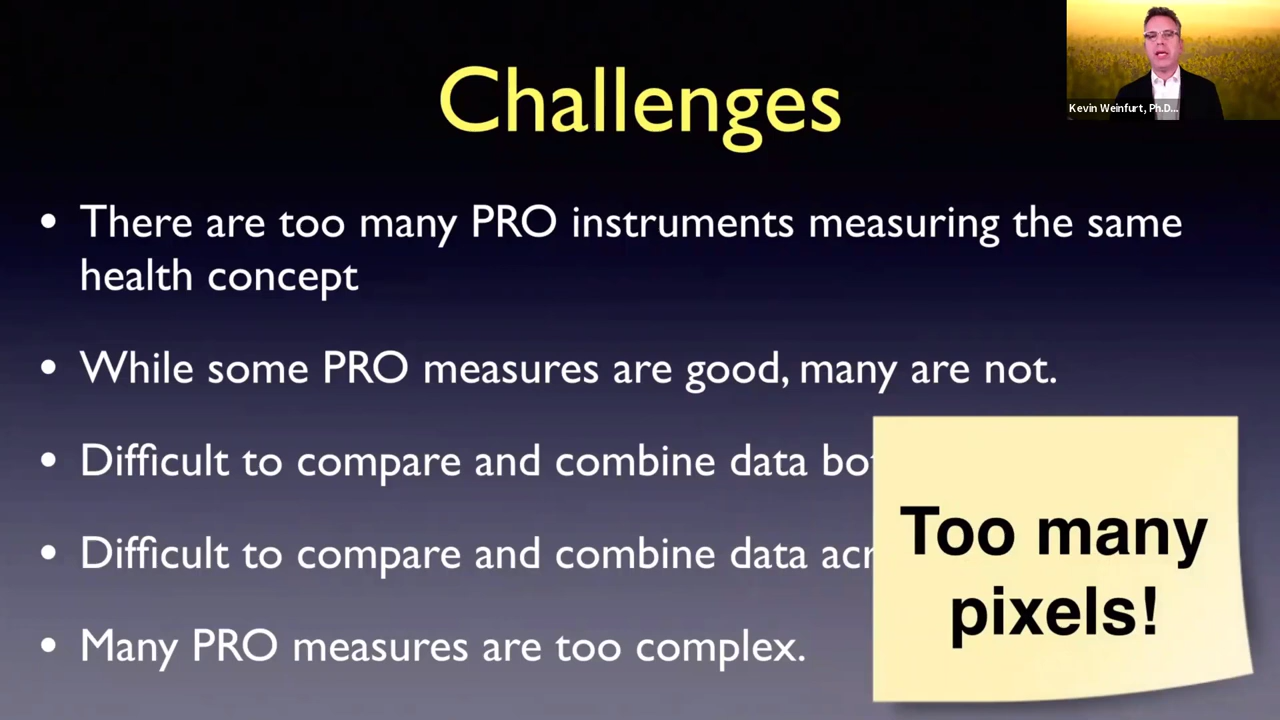 Challenges
Kevin Weinfurt, Ph.D...
• There are too many PRO instruments measuring the same
health concept
• While some PRO measures are good, many are not.
• Difficult to compare and combine data
• Difficult to compare and combine data
• Many PRO measures are too complex.
Too many
pixels!